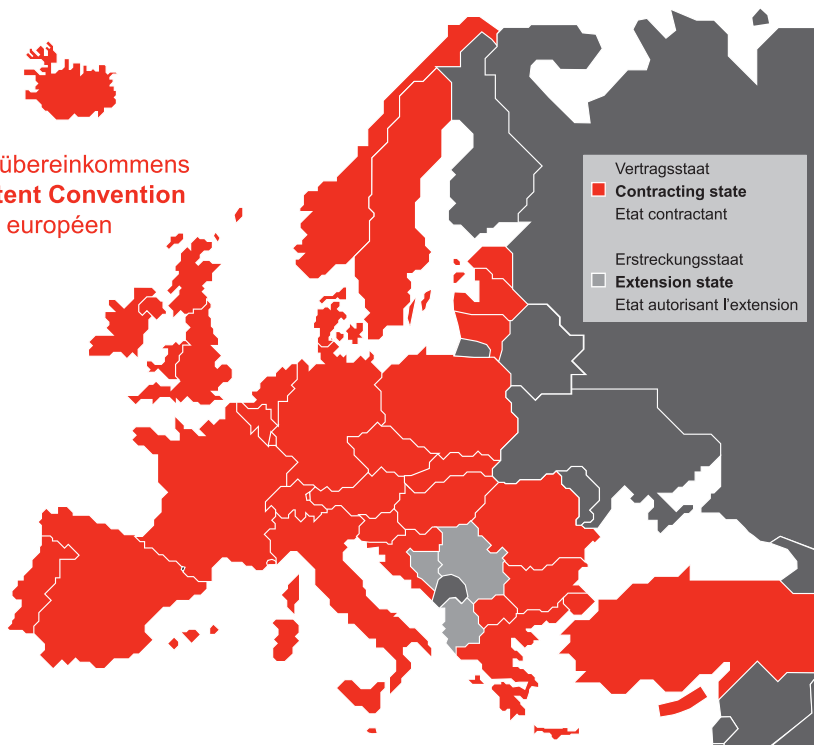 übereinkommens
tent Convention
européen
Vertragsstaat
Contracting state
Etat contractant
Erstreckungsstaat
Extension state
Etat autorisant l'extension